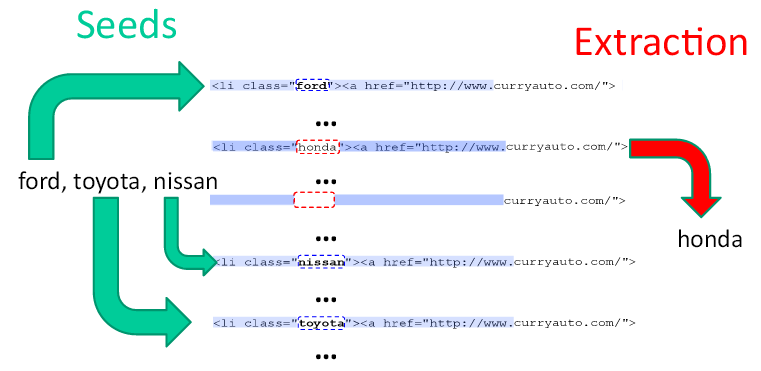 Seeds
Extraction
<li class="ford"><a href="http://www.curryauto.com/">
...
<li class="honda"><a href="http://www.curryauto.com/">
...
ford, toyota, nissan
curryauto.com/">
honda
...
<li class="nissan"><a href="http://www.curryauto.com/">
...
<li class="toyota"><a href="http://www.curryauto.com/">
...